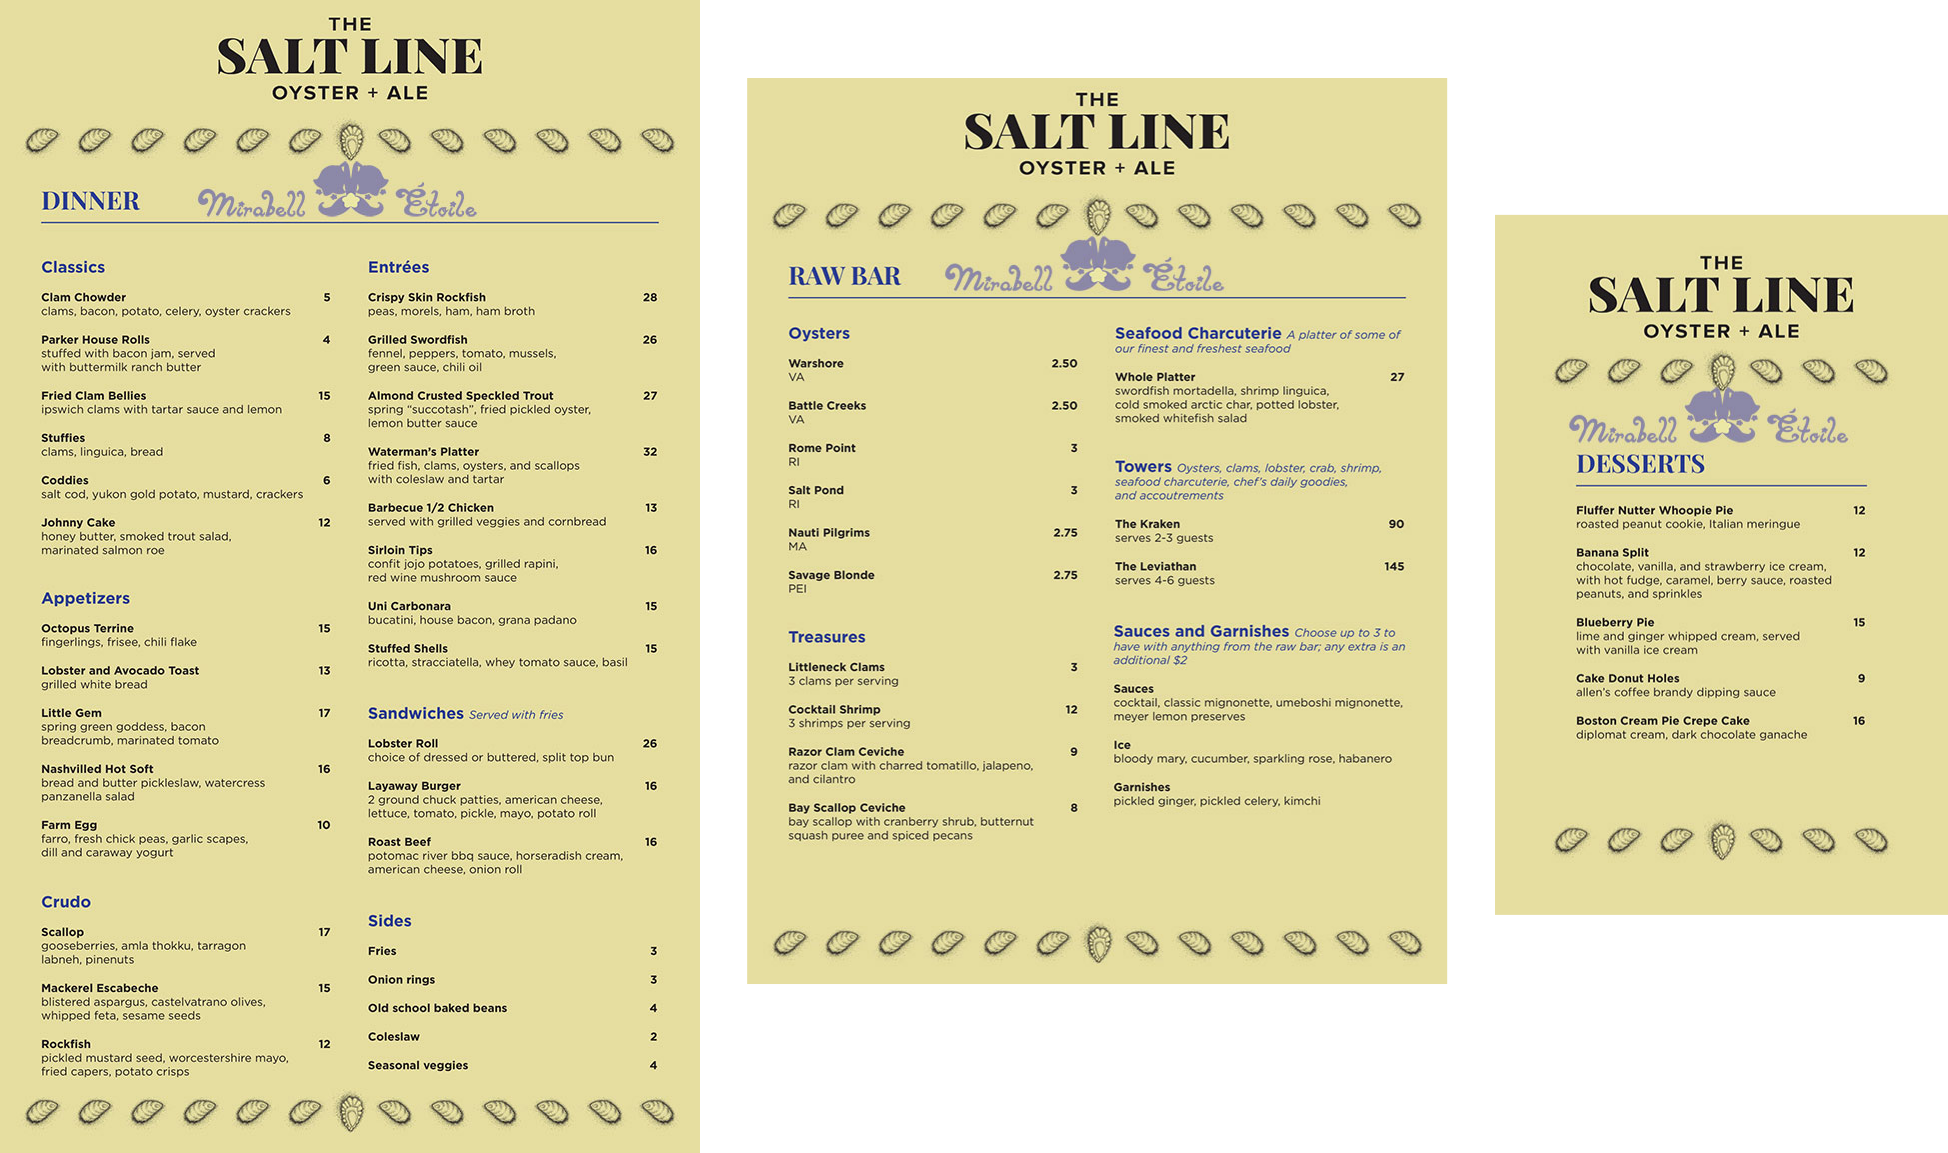 THE
SALT LINE
OYSTER + ALE
DINNER
Mirabell Étoile
Classics
Clam Chowder 5
clams, bacon, potato, celery, oyster crackers
Parker House Rolls 4
stuffed with bacon jam, served
with buttermilk ranch butter
Fried Clam Bellies 15
ipswich clams with tartar sauce and lemon
Stuffies 8
clams, linguica, bread
Coddies 6
salt cod, yukon gold potato, mustard, crackers
Johnny Cake 12
honey butter, smoked trout salad,
marinated salmon roe
Appetizers
Octopus Terrine 15
fingerlings, frisee, chili flake
Lobster and Avocado Toast 13
grilled white bread
Little Gem 17
spring green goddess, bacon
breadcrumb, marinated tomato
Nashvilled Hot Soft 16
bread and butter pickleslaw, watercress
panzanella salad
Farm Egg 10
farro, fresh chick peas, garlic scapes,
dill and caraway yogurt
Crudo
Scallop 17
gooseberries, amla thokku, tarragon
labneh, pinenuts
Mackerel Escabeche 15
blistered aspargus, castelvatrano olives,
whipped feta, sesame seeds
Rockfish 12
pickled mustard seed, worcestershire mayo,
fried capers, potato crisps
Entrées
Crispy Skin Rockfish 28
peas, morels, ham, ham broth
Grilled Swordfish 26
fennel, peppers, tomato, mussels,
green sauce, chili oil
Almond Crusted Speckled Trout 27
spring “succotash”, fried pickled oyster,
lemon butter sauce
Waterman’s Platter 32
fried fish, clams, oysters, and scallops
with coleslaw and tartar
Barbecue 1/2 Chicken 13
served with grilled veggies and cornbread
Sirloin Tips 16
confit jojo potatoes, grilled rapini,
red wine mushroom sauce
Uni Carbonara 15
bucatini, house bacon, grana padano
Stuffed Shells 15
ricotta, stracciatella, whey tomato sauce, basil
Sandwiches Served with fries
Lobster Roll 26
choice of dressed or buttered, split top bun
Layaway Burger 16
2 ground chuck patties, american cheese,
lettuce, tomato, pickle, mayo, potato roll
Roast Beef 16
potomac river bbq sauce, horseradish cream,
american cheese, onion roll
Sides
Fries 3
Onion rings 3
Old school baked beans 4
Coleslaw 2
Seasonal veggies 4
THE
SALT LINE
OYSTER + ALE
RAW BAR
Mirabell Étoile
Oysters
Warshore 2.50
VA
Battle Creeks 2.50
VA
Rome Point 3
RI
Salt Pond 3
RI
Nauti Pilgrims 2.75
MA
Savage Blonde 2.75
PEI
Treasures
Littleneck Clams 3
3 clams per serving
Cocktail Shrimp 12
3 shrimps per serving
Razor Clam Ceviche 9
razor clam with charred tomatillo, jalapeno,
and cilantro
Bay Scallop Ceviche 8
bay scallop with cranberry shrub, butternut
squash puree and spiced pecans
Seafood Charcuterie A platter of some of
our finest and freshest seafood
Whole Platter 27
swordfish mortadella, shrimp linguica,
cold smoked arctic char, potted lobster,
smoked whitefish salad
Towers Oysters, clams, lobster, crab, shrimp,
seafood charcuterie, chef’s daily goodies,
and accoutrements
The Kraken 90
serves 2-3 guests
The Leviathan 145
serves 4-6 guests
Sauces and Garnishes Choose up to 3 to
have with anything from the raw bar; any extra is an
additional $2
Sauces
cocktail, classic mignonette, umeboshi mignonette,
meyer lemon preserves
Ice
bloody mary, cucumber, sparkling rose, habanero
Garnishes
pickled ginger, pickled celery, kimchi
THE
SALT LINE
OYSTER + ALE
Mirabell Étoile
DESSERTS
Fluffer Nutter Whoopie Pie 12
roasted peanut cookie, Italian meringue
Banana Split 12
chocolate, vanilla, and strawberry ice cream,
with hot fudge, caramel, berry sauce, roasted
peanuts, and sprinkles
Blueberry Pie 15
lime and ginger whipped cream, served
with vanilla ice cream
Cake Donut Holes 9
allen’s coffee brandy dipping sauce
Boston Cream Pie Crepe Cake 16
diplomat cream, dark chocolate ganache